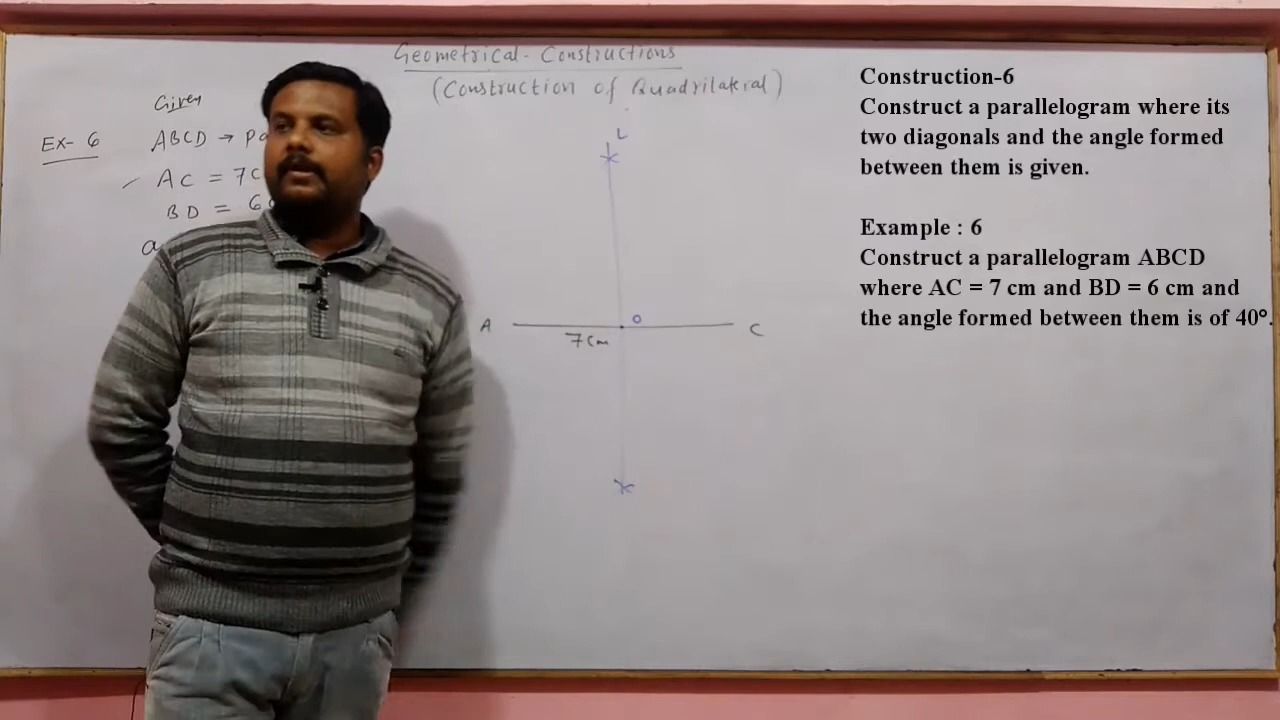 Geometrical-Constructions
(Construction of Quadrilateral)
Given
Ex- 6
ABCD →
AC = 7
BD = 6
L
A
O
C
7cm
Construction-6
Construct a parallelogram where its
two diagonals and the angle formed
between them is given.
Example : 6
Construct a parallelogram ABCD
where AC = 7 cm and BD = 6 cm and
the angle formed between them is of 40°.